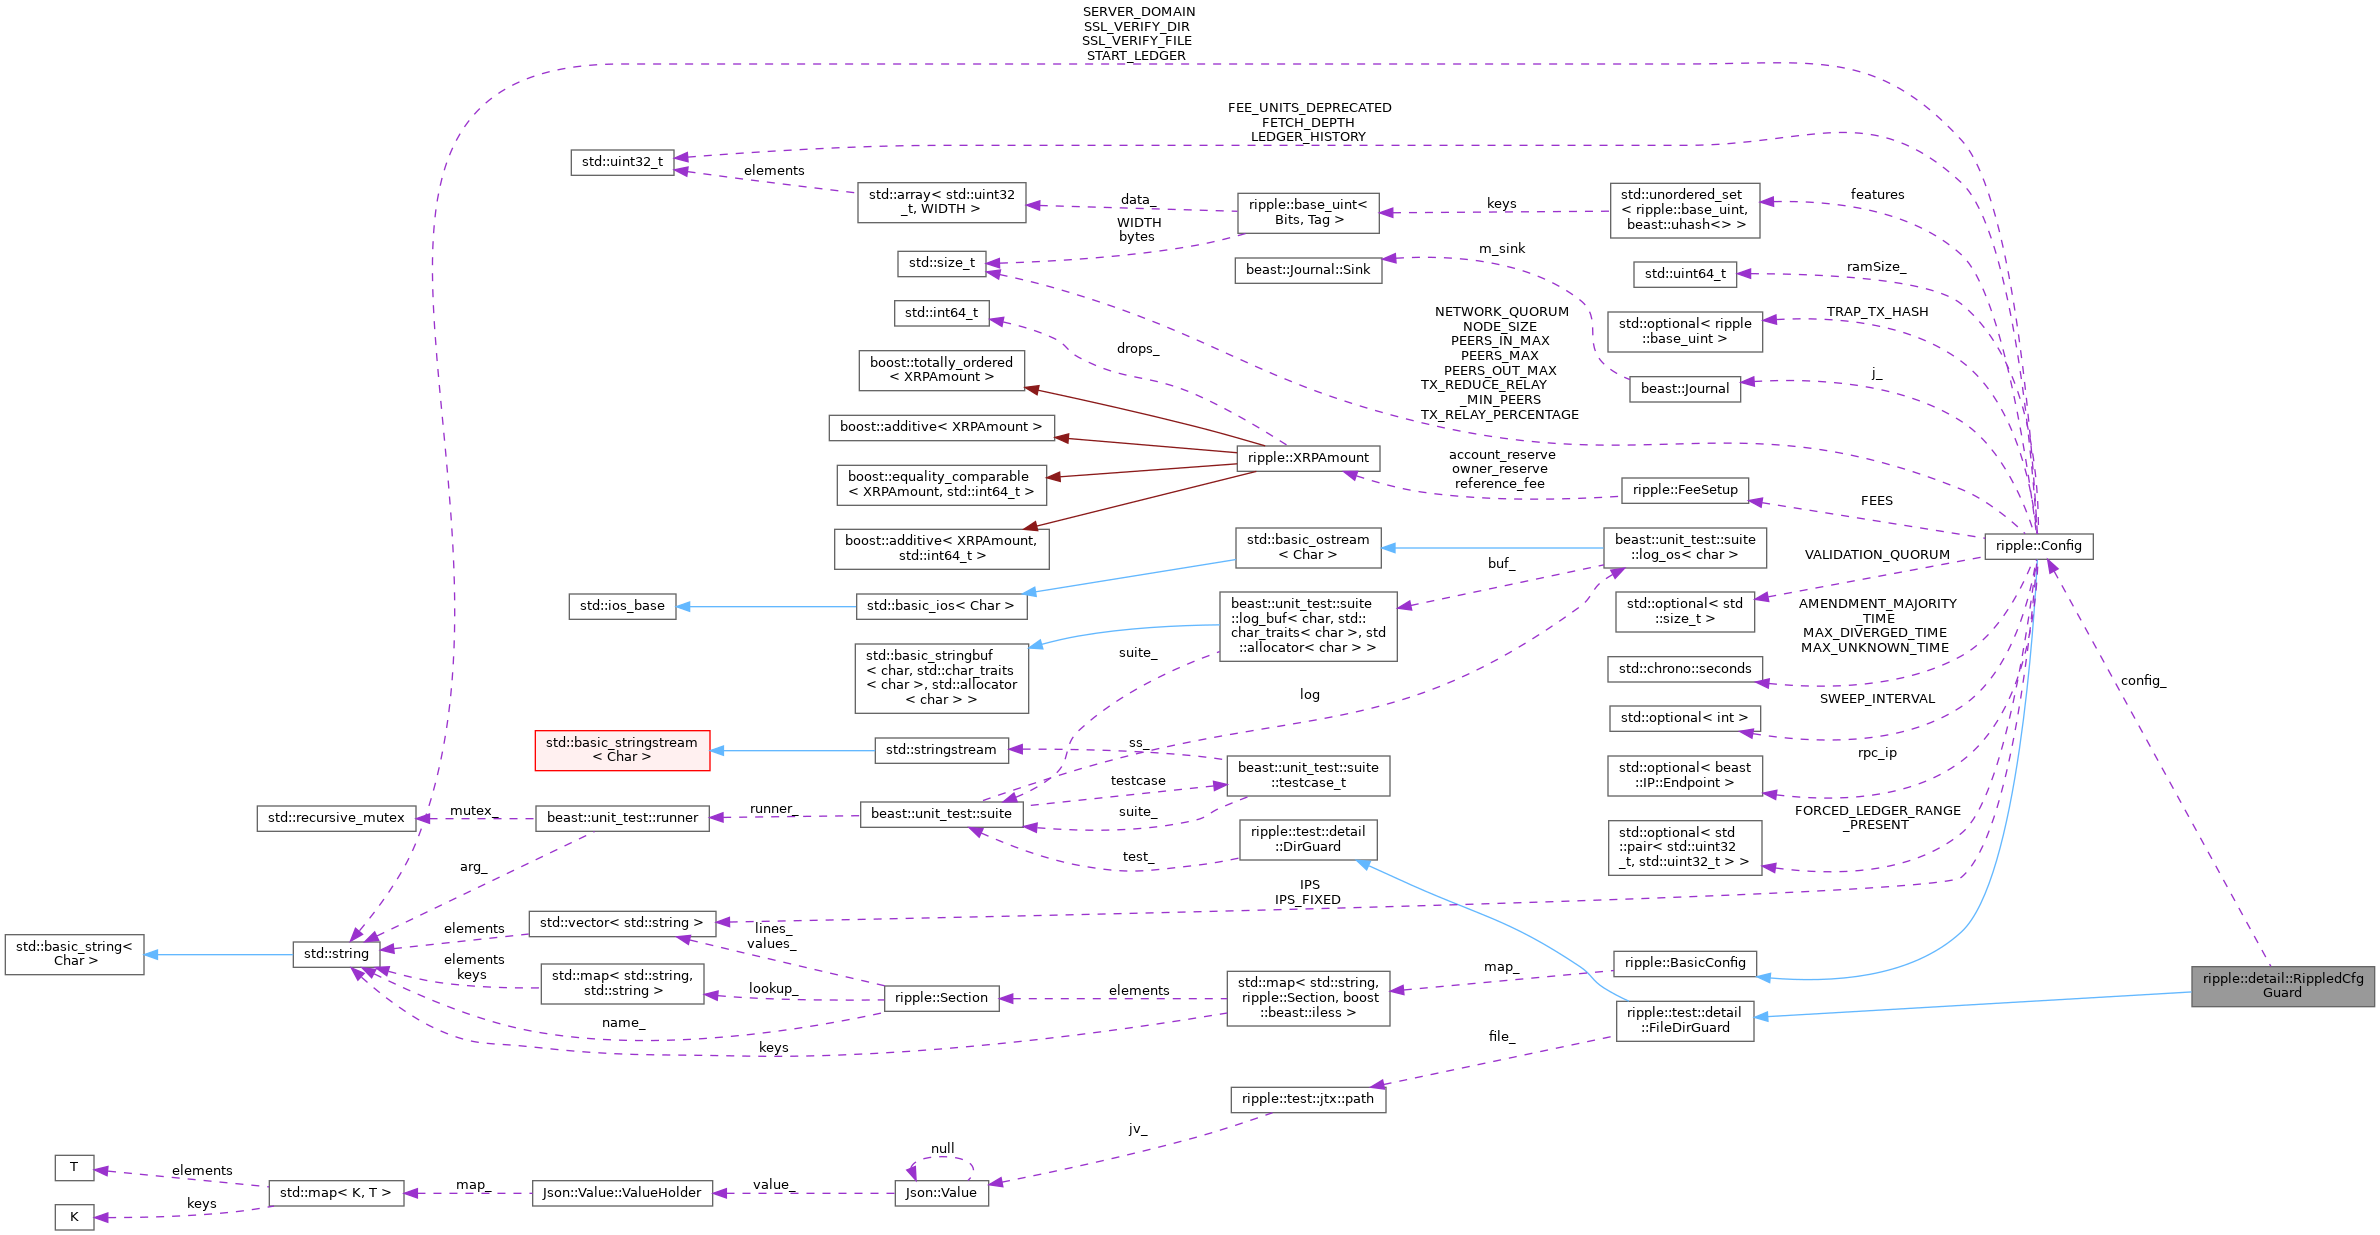 SERVER_DOMAIN
SSL_VERIFY_DIR
SSL_VERIFY_FILE
START_LEDGER
FEE_UNITS_DEPRECATED
FETCH_DEPTH
LEDGER_HISTORY
std::uint32_t
elements
std::array< std::uint32
_t, WIDTH >
data_
WIDTH
bytes
ripple::base_uint<
Bits, Tag >
keys
std::unordered_set
< ripple::base_uint,
beast::uhash<> >
features
std::size_t
m_sink
beast::Journal::Sink
std::uint64_t
ramSize_
std::int64_t
drops_
NETWORK_QUORUM
NODE_SIZE
PEERS_IN_MAX
PEERS_MAX
PEERS_OUT_MAX
TX_REDUCE_RELAY
_MIN_PEERS
TX_RELAY_PERCENTAGE
std::optional< ripple
::base_uint >
TRAP_TX_HASH
boost::totally_ordered
< XRPAmount >
beast::Journal
j_
boost::additive< XRPAmount >
ripple::XRPAmount
account_reserve
owner_reserve
reference_fee
boost::equality_comparable
< XRPAmount, std::int64_t >
ripple::FeeSetup
FEES
boost::additive< XRPAmount,
std::int64_t >
std::basic_ostream
< Char >
beast::unit_test::suite
::log_os< char >
ripple::Config
buf_
VALIDATION_QUORUM
std::ios_base
std::basic_ios< Char >
beast::unit_test::suite
::log_buf< char, std::
char_traits< char >, std
::allocator< char > >
std::optional< std
::size_t >
AMENDMENT_MAJORITY
_TIME
MAX_DIVERGED_TIME
MAX_UNKNOWN_TIME
std::basic_stringbuf
< char, std::char_traits
< char >, std::allocator
< char > >
suite_
log
std::chrono::seconds
config_
SWEEP_INTERVAL
std::optional< int >
std::basic_stringstream
< Char >
std::stringstream
ss_
rpc_ip
beast::unit_test::suite
::testcase_t
std::optional< beast
::IP::Endpoint >
testcase
suite_
std::recursive_mutex
mutex_
beast::unit_test::runner
runner_
beast::unit_test::suite
FORCED_LEDGER_RANGE
_PRESENT
ripple::test::detail
::DirGuard
test_
std::optional< std
::pair< std::uint32
_t, std::uint32_t > >
arg_
IPS
IPS_FIXED
std::vector< std::string >
elements
lines_
values_
std::basic_string<
Char >
std::string
elements
keys
std::map< std::string,
std::string >
lookup_
ripple::Section
elements
std::map< std::string,
ripple::Section, boost
::beast::iless >
map_
ripple::BasicConfig
ripple::detail::RippledCfg
Guard
name_
keys
ripple::test::detail
::FileDirGuard
file_
ripple::test::jtx::path
jv_
null
T
elements
std::map< K, T >
map_
Json::Value::ValueHolder
value_
Json::Value
K
keys